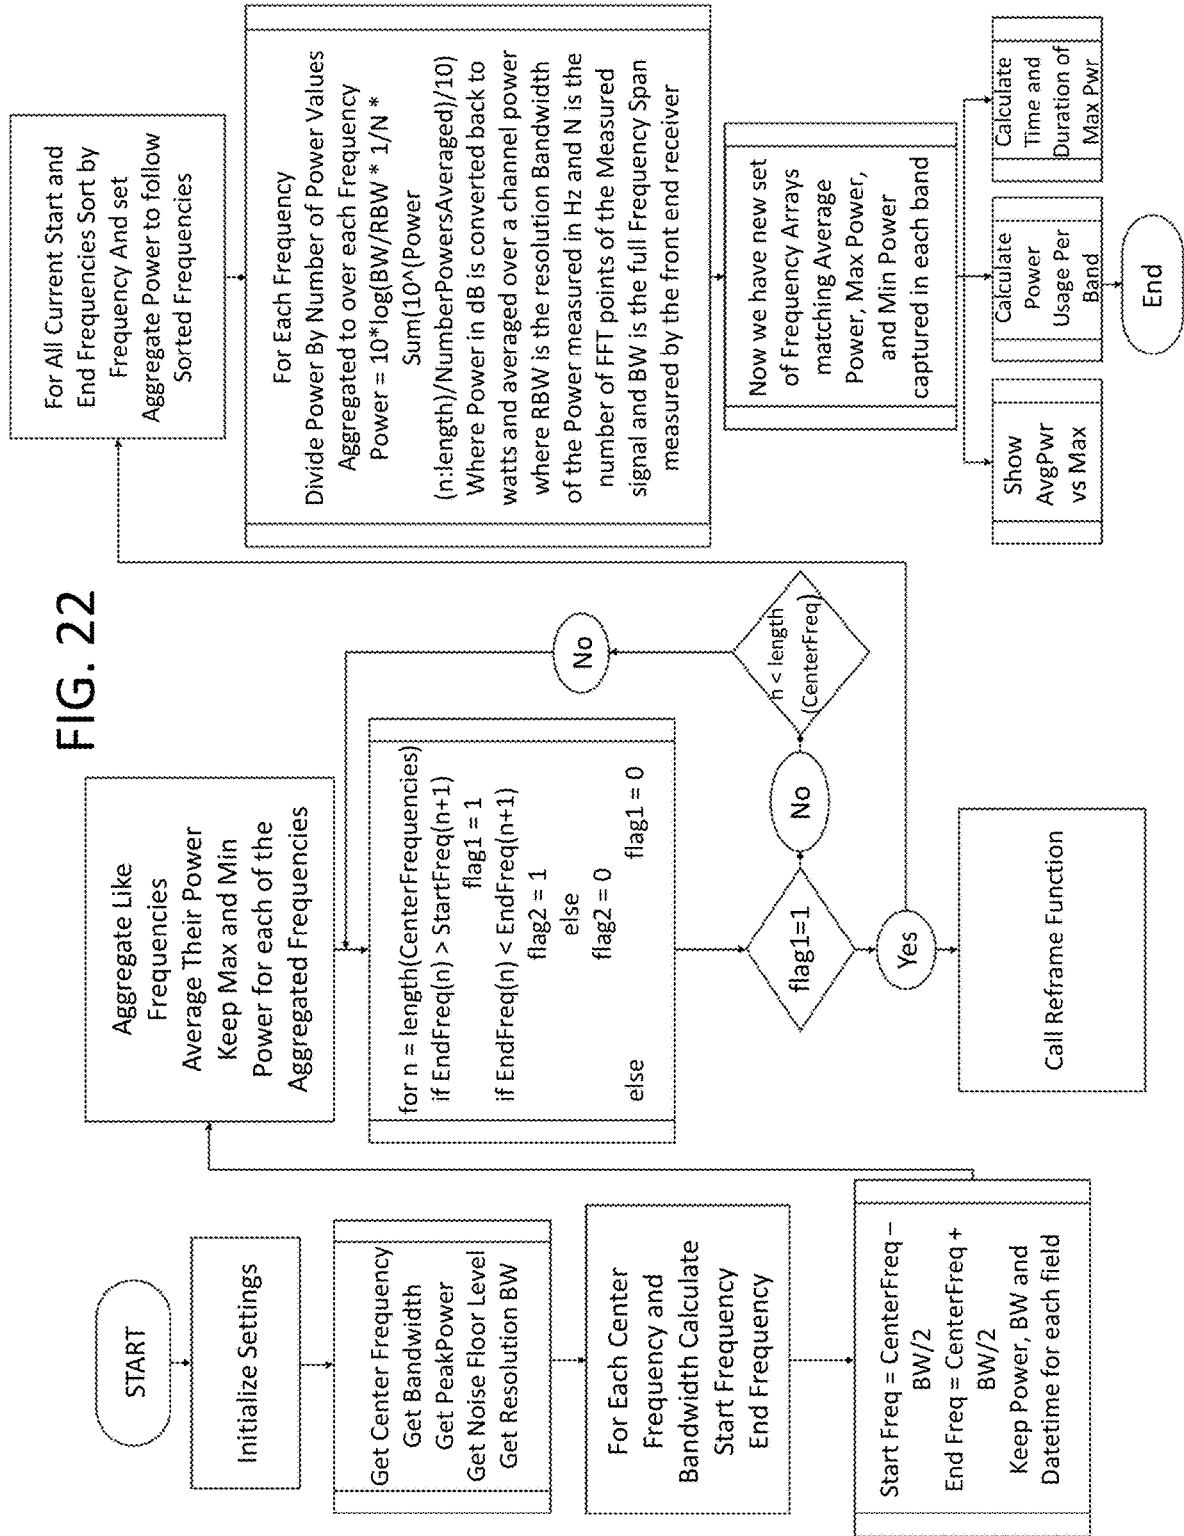 FIG. 22
START
Initialize Settings
Get Center Frequency
Get Bandwidth
Get PeakPower
Get Noise Floor Level
Get Resolution BW
For Each Center
Frequency and
Bandwidth Calculate
Start Frequency
End Frequency
Start Freq = CenterFreq –
BW/2
End Freq = CenterFreq +
BW/2
Keep Power, BW and
Datetime for each field
Aggregate Like
Frequencies
Average Their Power
Keep Max and Min
Power for each of the
Aggregated Frequencies
for n = length(CenterFrequencies)
if EndFreq(n) > StartFreq(n+1)
flag1 = 1
if EndFreq(n) < EndFreq(n+1)
flag2 = 1
else
flag2 = 0
else flag1 = 0
flag1=1
No
n < length
(CenterFreq)
No
Yes
Call Reframe Function
For All Current Start and
End Frequencies Sort by
Frequency And set
Aggregate Power to follow
Sorted Frequencies
For Each Frequency
Divide Power By Number of Power Values
Aggregated to over each Frequency
Power = 10*log(BW/RBW * 1/N *
Sum(10^(Power
(n:length)/NumberPowersAveraged)/10)
Where Power in dB is converted back to
watts and averaged over a channel power
where RBW is the resolution Bandwidth
of the Power measured in Hz and N is the
number of FFT points of the Measured
signal and BW is the full Frequency Span
measured by the front end receiver
Now we have new set
of Frequency Arrays
matching Average
Power, Max Power,
and Min Power
captured in each band
Show
AvgPwr
vs Max
Calculate
Power
Usage Per
Band
Calculate
Time and
Duration of
Max Pwr
End